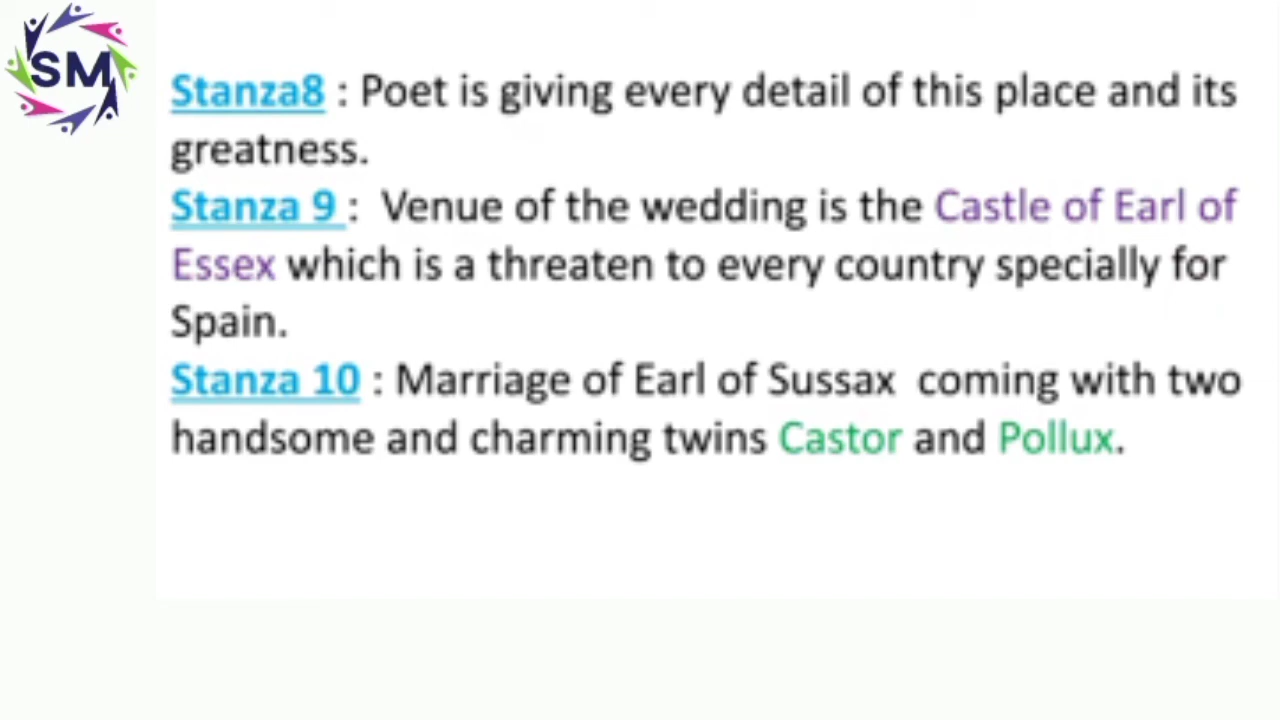 SM
Stanza8 : Poet is giving every detail of this place and its
greatness.
Stanza 9 : Venue of the wedding is the Castle of Earl of
Essex which is a threaten to every country specially for
Spain.
Stanza 10 : Marriage of Earl of Sussax coming with two
handsome and charming twins Castor and Pollux.